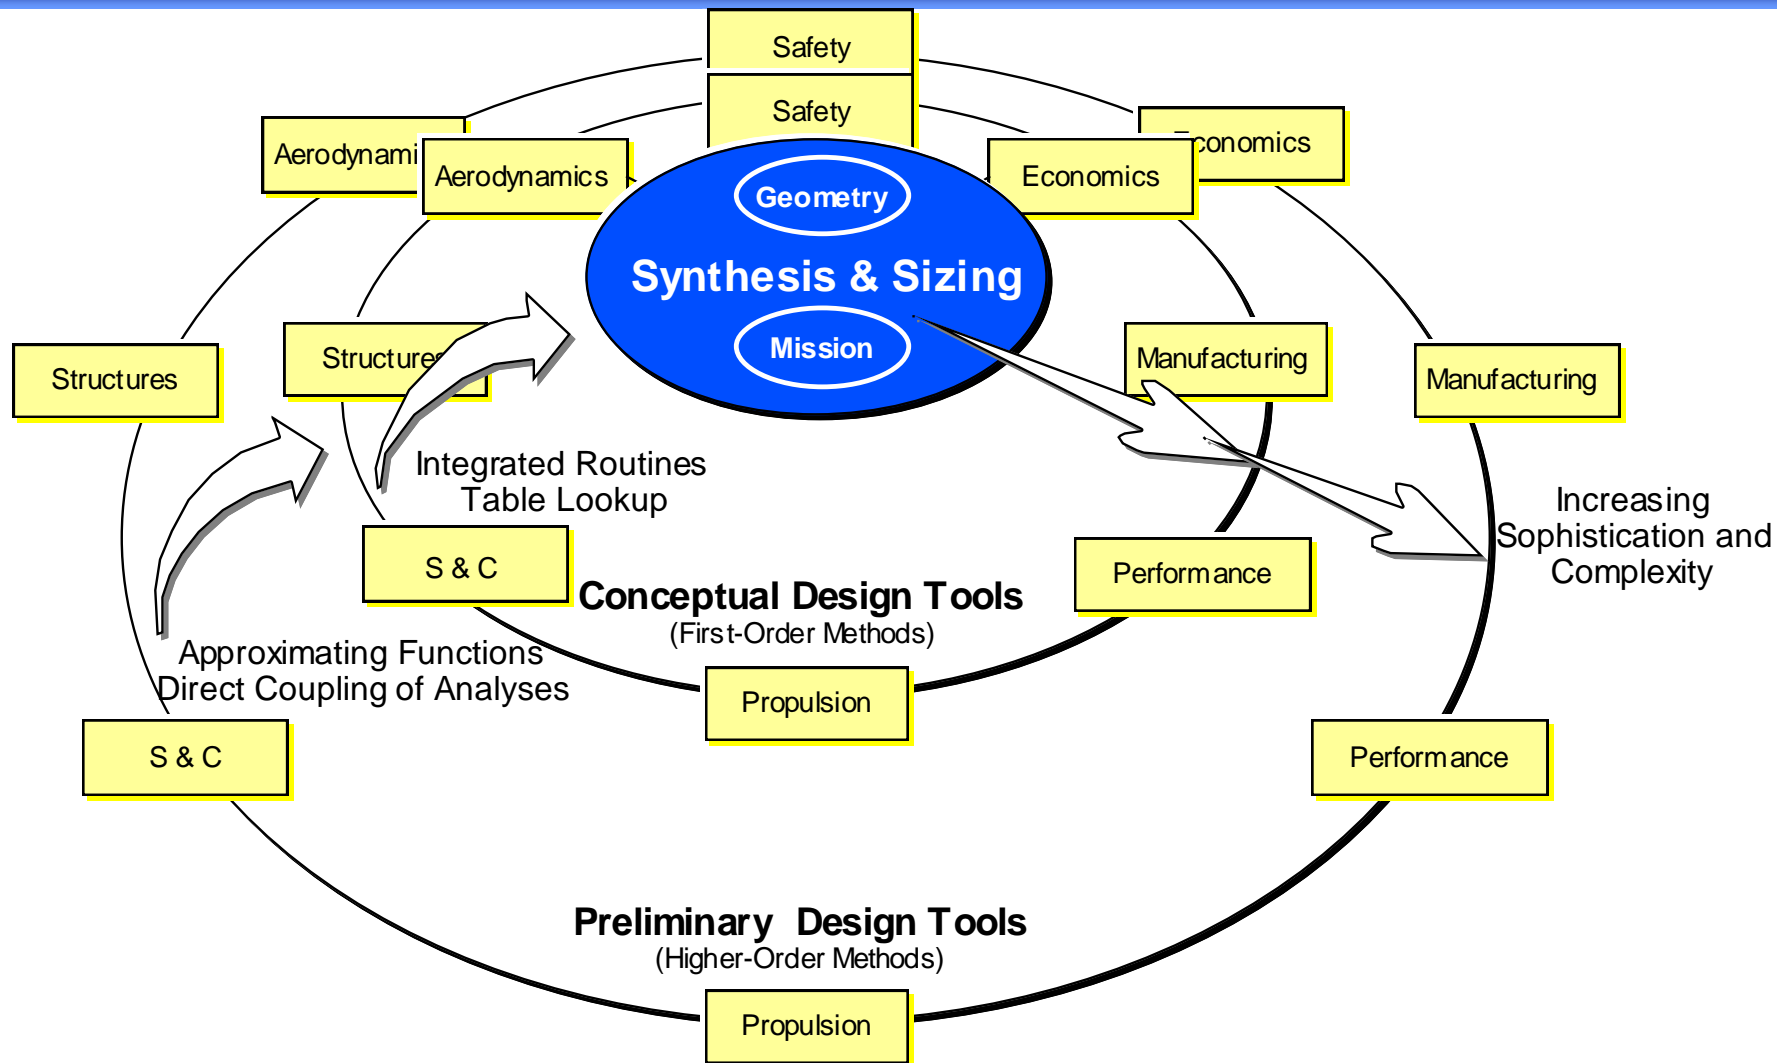 Safety
Safety
Aerodynami
Economics
Aerodynamics
Economics
Geometry
Synthesis & Sizing
Mission
Structures
Structures
Manufacturing
Manufacturing
Integrated Routines
Table Lookup
Increasing
Sophistication and
Complexity
S & C
Conceptual Design Tools
(First-Order Methods)
Performance
Approximating Functions
Direct Coupling of Analyses
Propulsion
S & C
Performance
Preliminary Design Tools
(Higher-Order Methods)
Propulsion